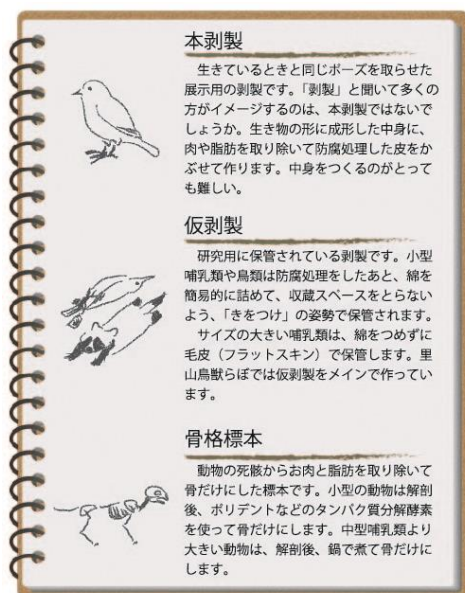 本剥製
生きているときと同じポーズを取らせた
展示用の剥製です。「剥製」と聞いて多くの
方がイメージするのは、本剥製ではないで
しょうか。生き物の形に成形した中身に、
肉や脂肪を取り除いて防腐処理した皮をか
ぶせて作ります。中身をつくるのがとって
も難しい。
仮剥製
研究用に保管されている剥製です。小型
哺乳類や鳥類は防腐処理をしたあと、綿を
簡易的に詰めて、収蔵スペースをとらない
よう、「きをつけ」の姿勢で保管されます。
サイズの大きい哺乳類は、綿をつめずに
毛皮（フラットスキン）で保管します。里
山鳥獣らぼでは仮剥製をメインで作ってい
ます。
骨格標本
動物の死骸からお肉と脂肪を取り除いて
骨だけにした標本です。小型の動物は解剖
後、ポリデントなどのタンパク質分解酵素
を使って骨だけにします。中型哺乳類より
大きい動物は、解剖後、鍋で煮て骨だけに
します。